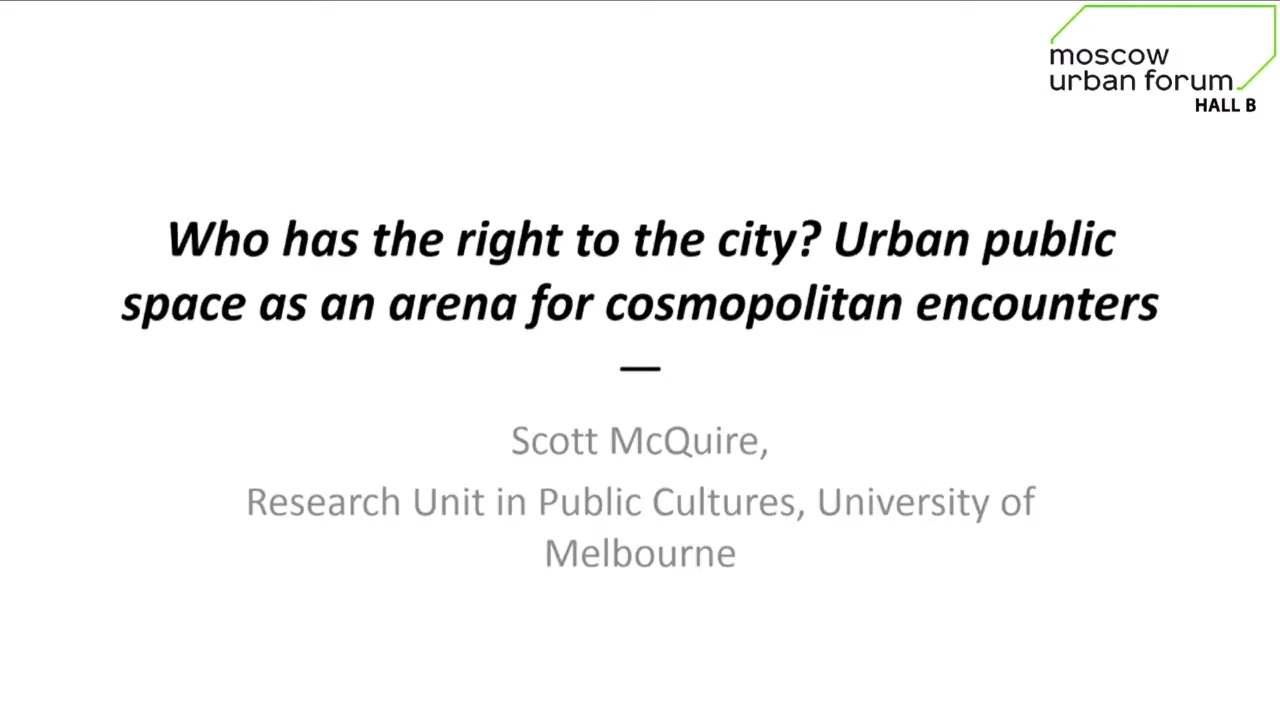 moscow
urban forum
HALL B
Who has the right to the city? Urban public
space as an arena for cosmopolitan encounters
—
Scott McQuire,
Research Unit in Public Cultures, University of
Melbourne